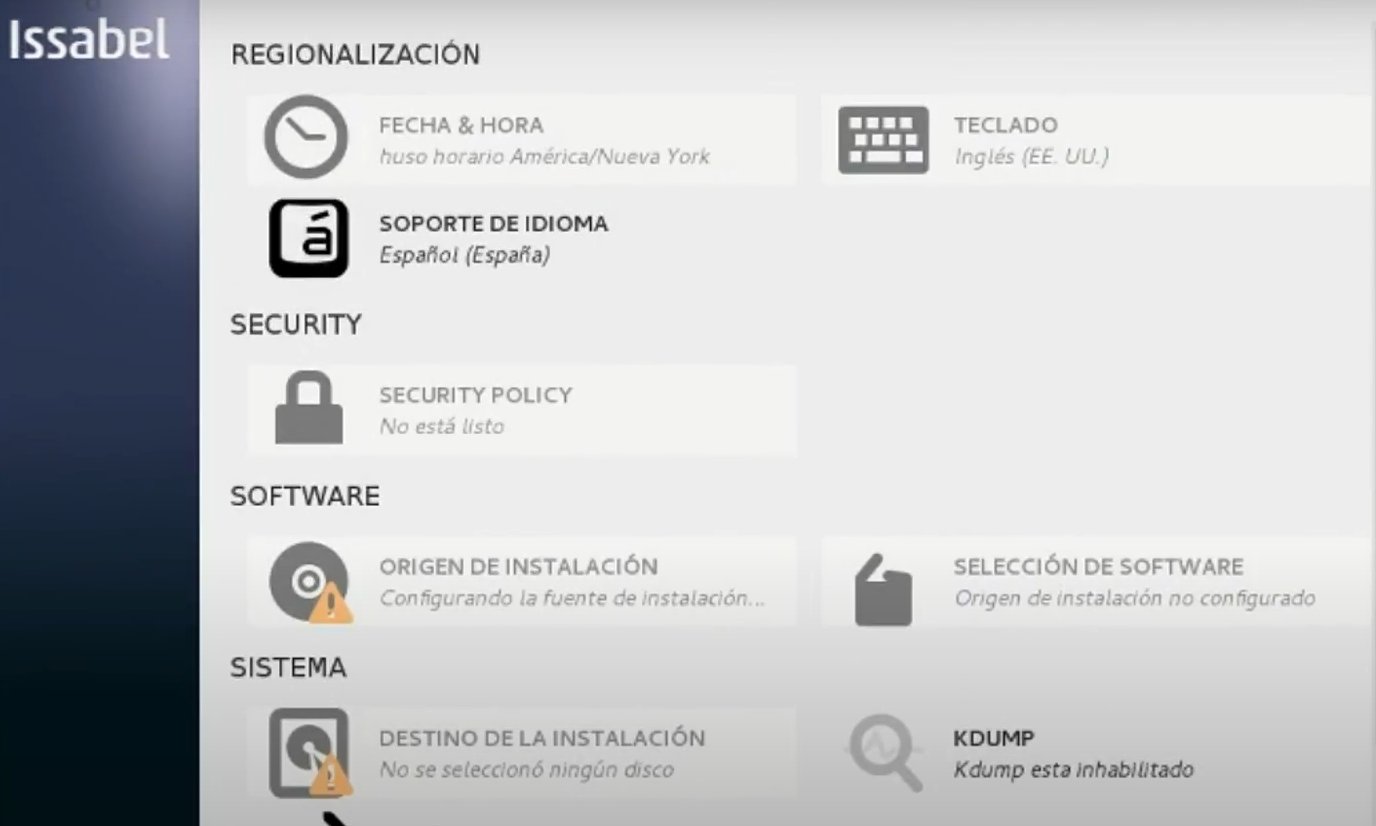 Issabel
REGIONALIZACIÓN
FECHA & HORA
huso horario América/Nueva York
TECLADO
Inglés (EE. UU.)
SOPORTE DE IDIOMA
Español (España)
SECURITY
SECURITY POLICY
No está listo
SOFTWARE
ORIGEN DE INSTALACIÓN
Configurando la fuente de instalación...
SELECCIÓN DE SOFTWARE
Origen de instalación no configurado
SISTEMA
DESTINO DE LA INSTALACIÓN
No se seleccionó ningún disco
KDUMP
Kdump esta inhabilitado